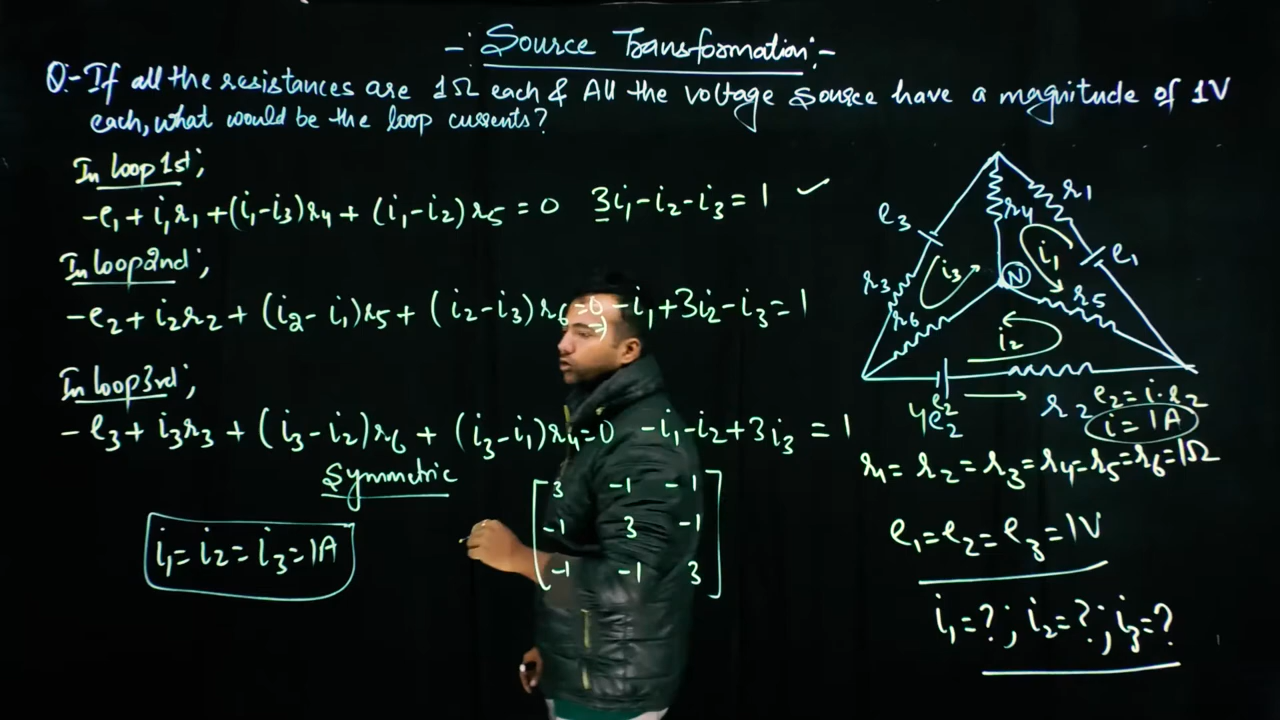 -: Source Transformation:-
Q:- If all the resistances are 1Ω each & All the voltage source have a magnitude of 1V
each, what would be the loop currents?
In loop 1st;
-e₁ + i₁r₁ + (i₁-i₃)r₄ + (i₁-i₂)r₅ = 0 3i₁-i₂-i₃ = 1 ✓
In loop 2nd;
-e₂ + i₂r₂ + (i₂-i₁)r₅ + (i₂-i₃)r₆ = 0 ⇒ -i₁+3i₂-i₃ = 1
In loop 3rd;
-e₃ + i₃r₃ + (i₃-i₂)r₆ + (i₃-i₁)r₄ = 0 -i₁-i₂+3i₃ = 1
Symmetric
i₁ = i₂ = i₃ = 1A
3 -1 -1
-1 3 -1
-1 -1 3
r₁
e₃
r₄
i₁
e₁
i₃
N
r₃
r₅
r₆
i₂
e₂
r₂
e₂ = i·r₂
i = 1A
r₁ = r₂ = r₃ = r₄ = r₅ = r₆ = 1Ω
e₁ = e₂ = e₃ = 1V
i₁ = ?; i₂ = ?; i₃ = ?